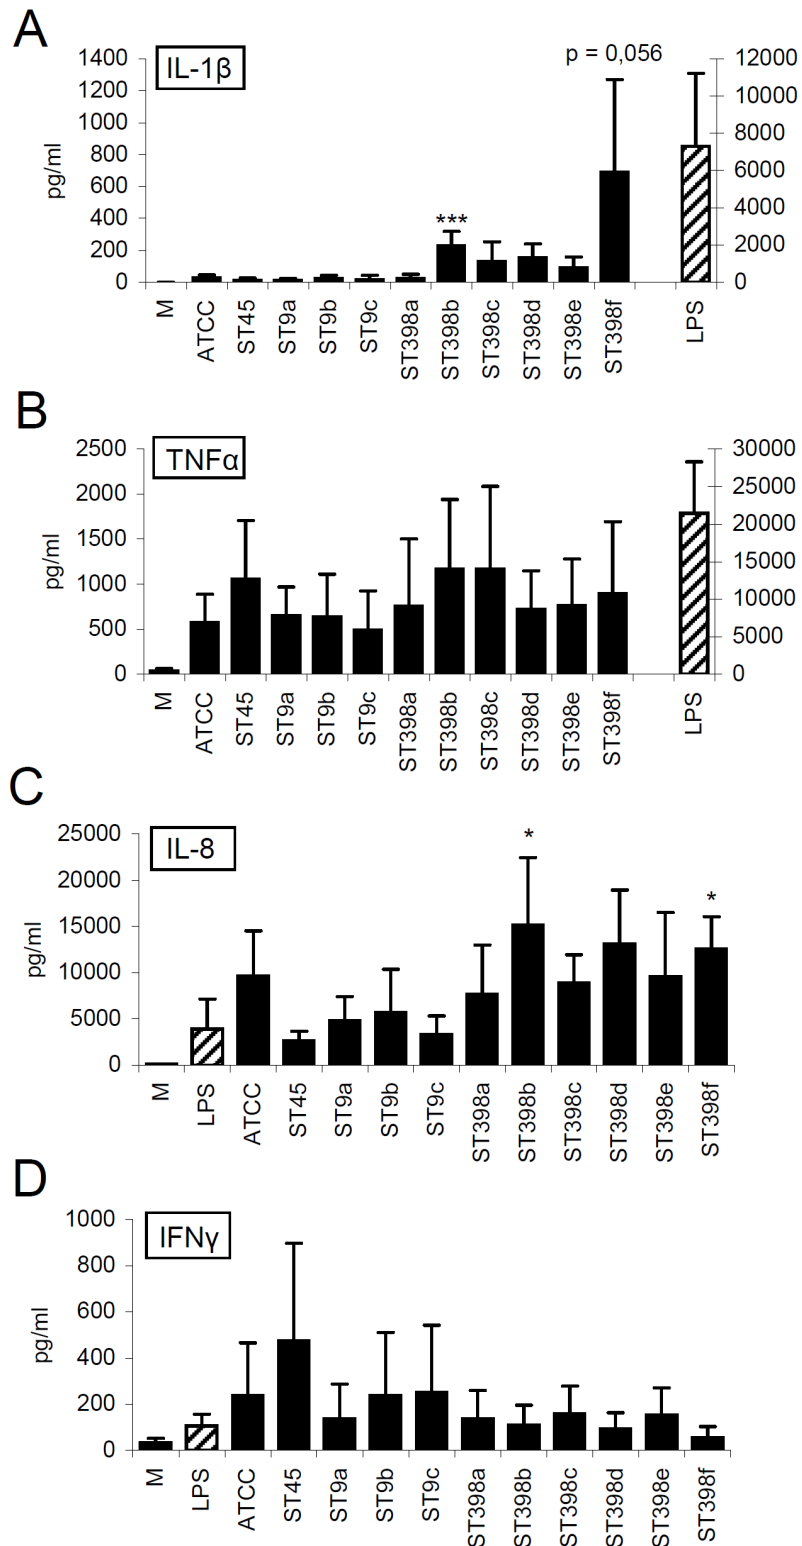 A
IL-1β
p = 0,056
1400
1200
1000
800
600
400
200
0
pg/ml
***
12000
10000
8000
6000
4000
2000
0
M
ATCC
ST45
ST9a
ST9b
ST9c
ST398a
ST398b
ST398c
ST398d
ST398e
ST398f
LPS
B
TNFα
2500
2000
1500
1000
500
0
pg/ml
30000
25000
20000
15000
10000
5000
0
M
ATCC
ST45
ST9a
ST9b
ST9c
ST398a
ST398b
ST398c
ST398d
ST398e
ST398f
LPS
C
IL-8
25000
20000
15000
10000
5000
0
pg/ml
*
*
M
LPS
ATCC
ST45
ST9a
ST9b
ST9c
ST398a
ST398b
ST398c
ST398d
ST398e
ST398f
D
IFNγ
1000
800
600
400
200
0
pg/ml
M
LPS
ATCC
ST45
ST9a
ST9b
ST9c
ST398a
ST398b
ST398c
ST398d
ST398e
ST398f